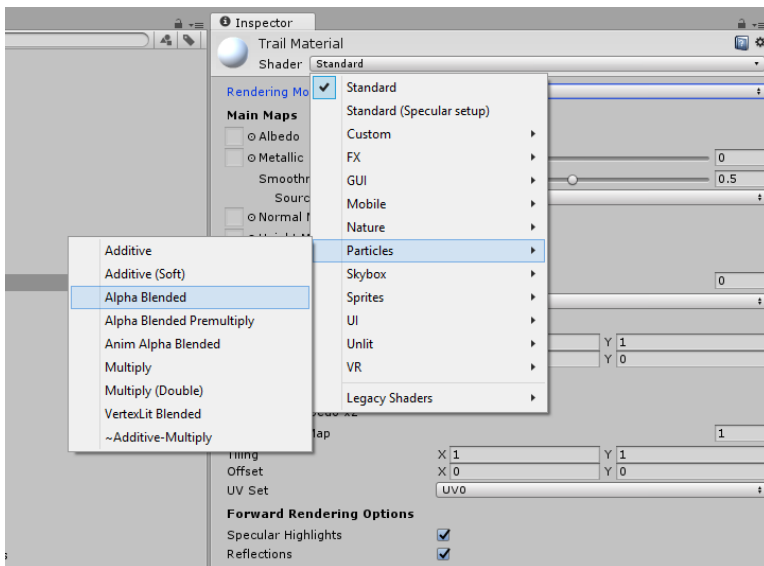 Inspector
Trail Material
Shader Standard
Rendering Mo
Main Maps
Albedo
Metallic 0
Smoothr 0.5
Sourc
Normal M
Standard
Standard (Specular setup)
Custom
FX
GUI
Mobile
Nature
Particles
Skybox
Sprites
UI
Unlit
VR
Legacy Shaders
Additive
Additive (Soft)
Alpha Blended
Alpha Blended Premultiply
Anim Alpha Blended
Multiply
Multiply (Double)
VertexLit Blended
~Additive-Multiply
0
Y 1
Y 0
Map 1
Tiling X 1 Y 1
Offset X 0 Y 0
UV Set UV0
Forward Rendering Options
Specular Highlights
Reflections